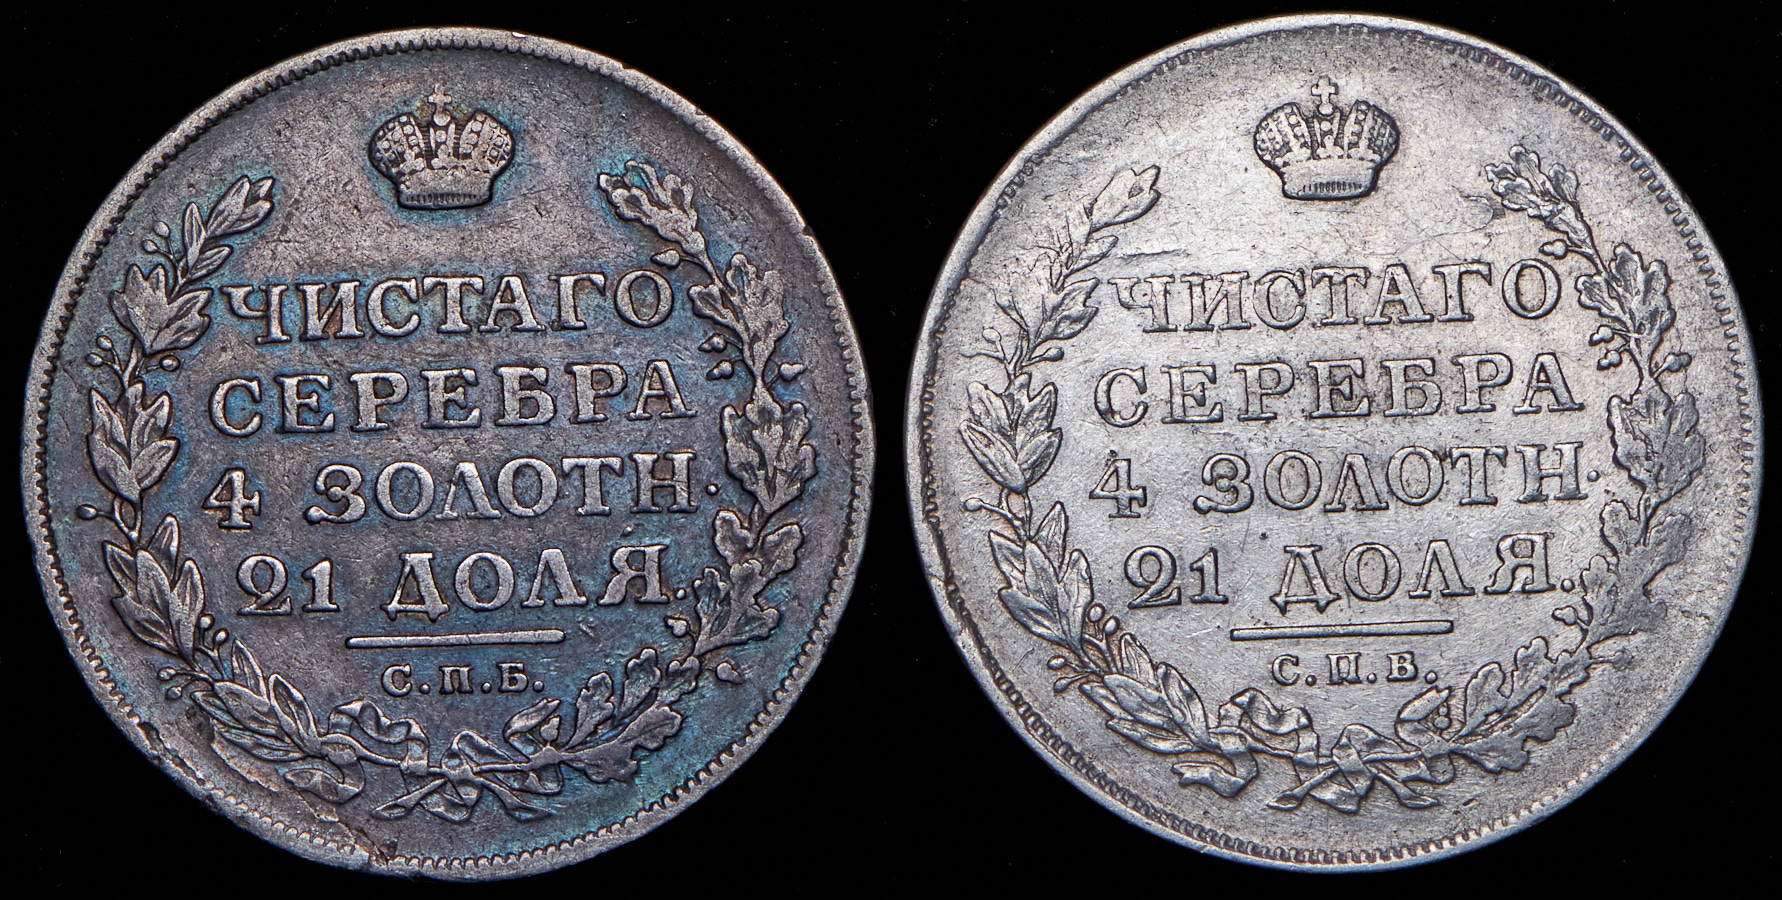 ЧИСТАГО
СЕРЕБРА
4 ЗОЛОТН.
21 ДОЛЯ.
С.П.Б.
ЧИСТАГО
СЕРЕБРА
4 ЗОЛОТН.
21 ДОЛЯ.
С.П.В.